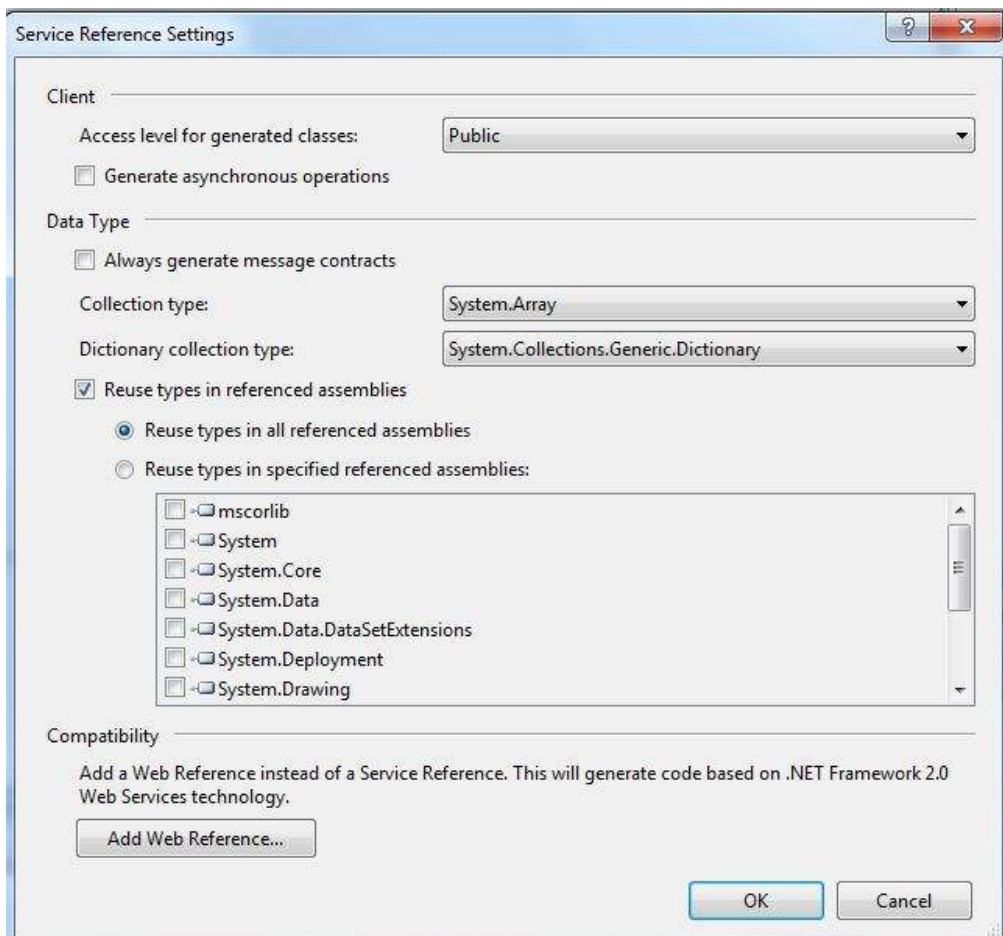 Service Reference Settings
Client
Access level for generated classes: Public
Generate asynchronous operations
Data Type
Always generate message contracts
Collection type: System.Array
Dictionary collection type: System.Collections.Generic.Dictionary
Reuse types in referenced assemblies
Reuse types in all referenced assemblies
Reuse types in specified referenced assemblies:
mscorlib
System
System.Core
System.Data
System.Data.DataSetExtensions
System.Deployment
System.Drawing
Compatibility
Add a Web Reference instead of a Service Reference. This will generate code based on .NET Framework 2.0
Web Services technology.
Add Web Reference...
OK Cancel